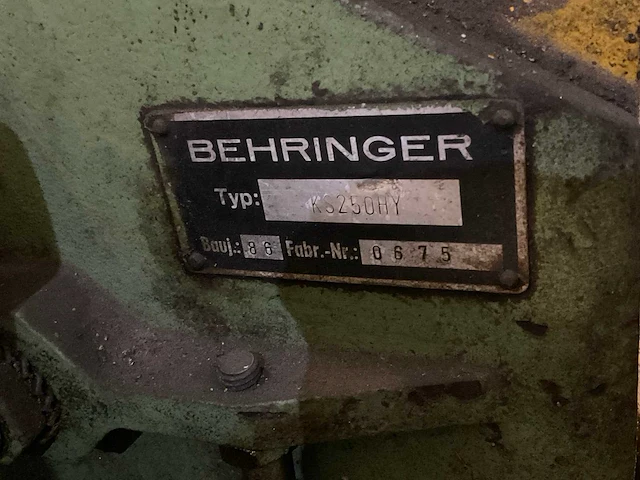 BEHRINGER
Typ: KS250HY
Bauj.: 86 Fabr.-Nr.: 0675